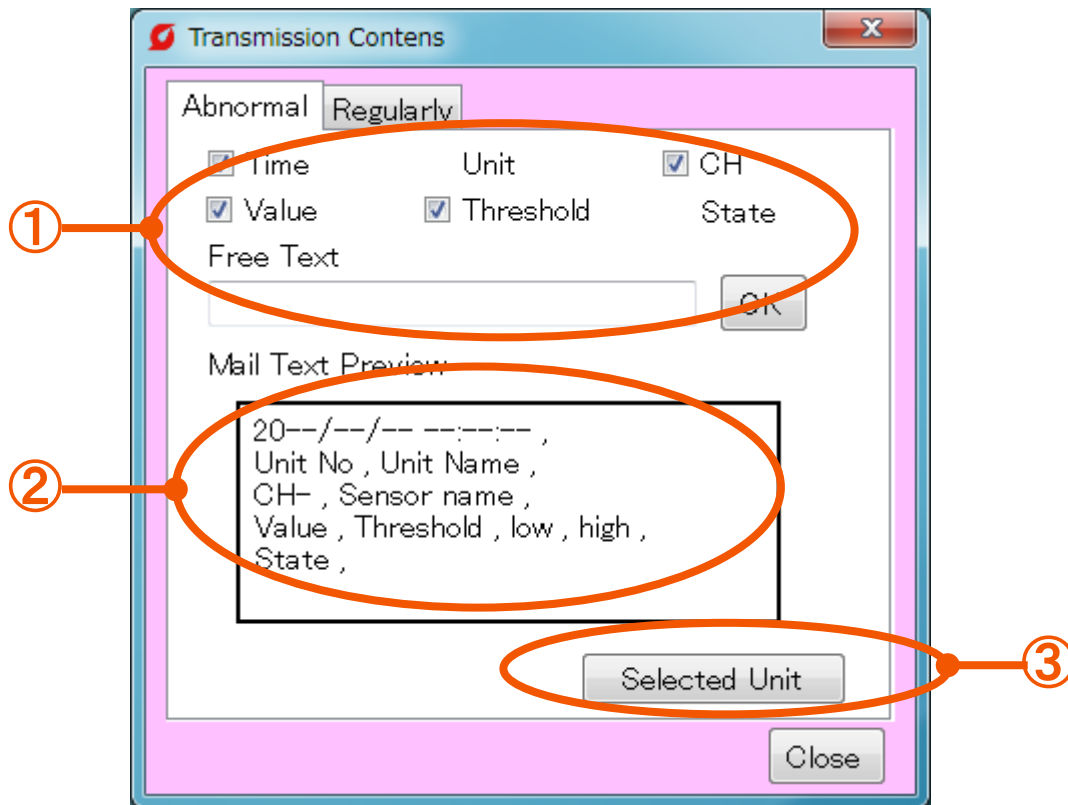 Transmission Contens
Abnormal Regularly
Time Unit CH
① Value Threshold State
Free Text
OK
Mail Text Preview
20--/--/-- --:--:-- ,
Unit No , Unit Name ,
② CH- , Sensor name ,
Value , Threshold , low , high ,
State ,
Selected Unit ③
Close